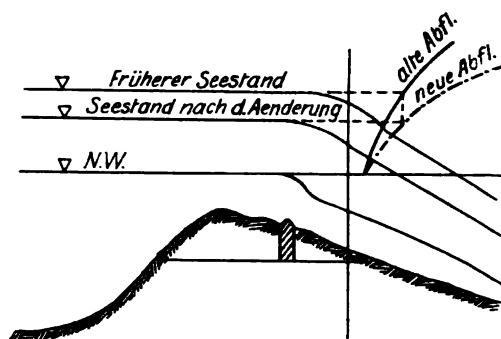 alte Abfl.
neue Abfl.
Früherer Seestand
Seestand nach d. Aenderung
N.W.